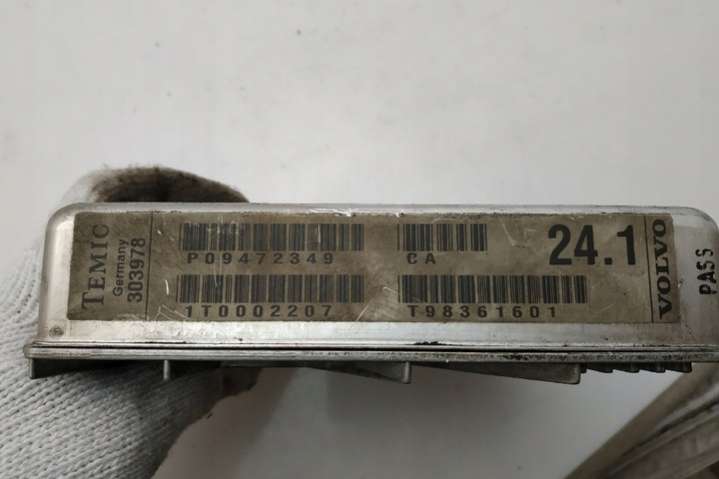 TEMIC
Germany
303978
P09472349
CA
24.1
1T0002207
T98361601
VOLVO
PASS